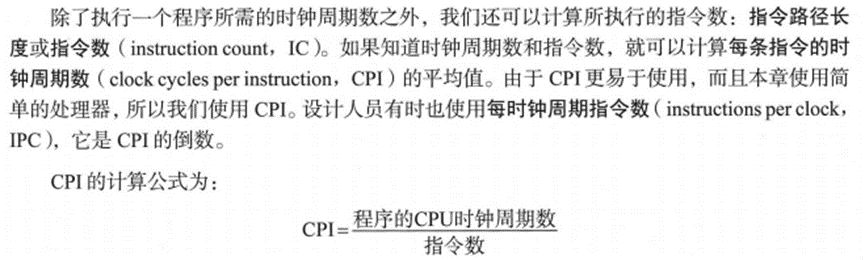 除了执行一个程序所需的时钟周期数之外，我们还可以计算所执行的指令数：指令路径长
度或指令数（instruction count，IC）。如果知道时钟周期数和指令数，就可以计算每条指令的时
钟周期数（clock cycles per instruction，CPI）的平均值。由于 CPI 更易于使用，而且本章使用简
单的处理器，所以我们使用 CPI。设计人员有时也使用每时钟周期指令数（instructions per clock，
IPC），它是 CPI 的倒数。
CPI 的计算公式为：
CPI=程序的CPU时钟周期数
指令数